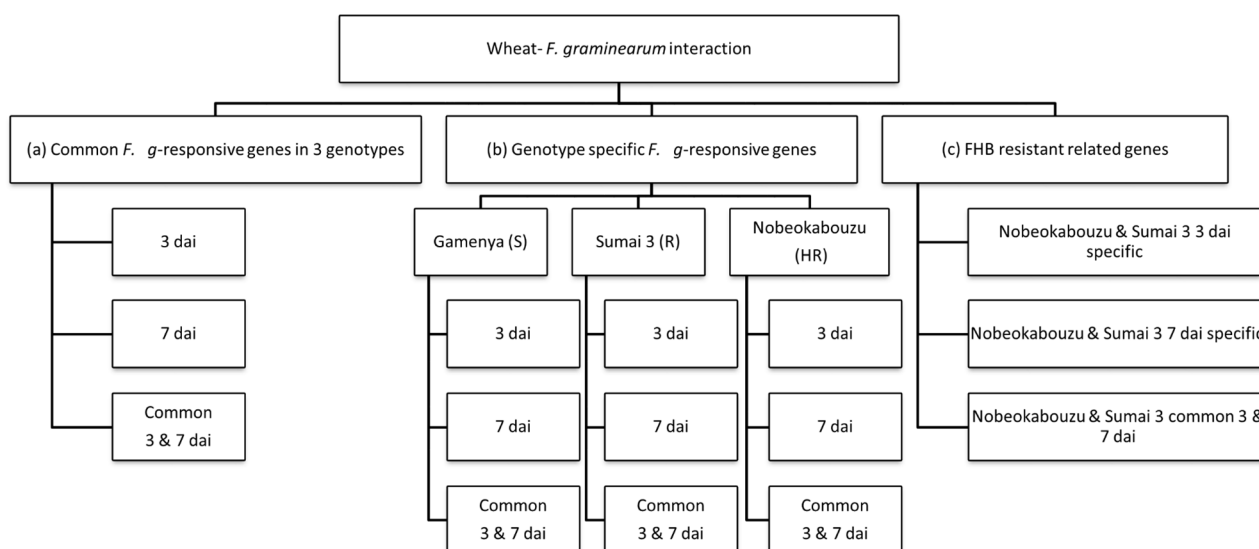 Wheat- F. graminearum interaction
(a) Common F. g-responsive genes in 3 genotypes
3 dai
7 dai
Common
3 & 7 dai
(b) Genotype specific F. g-responsive genes
Gamenya (S)
3 dai
7 dai
Common
3 & 7 dai
Sumai 3 (R)
3 dai
7 dai
Common
3 & 7 dai
Nobeokabouzu
(HR)
3 dai
7 dai
Common
3 & 7 dai
(c) FHB resistant related genes
Nobeokabouzu & Sumai 3 3 dai
specific
Nobeokabouzu & Sumai 3 7 dai specific
Nobeokabouzu & Sumai 3 common 3 &
7 dai